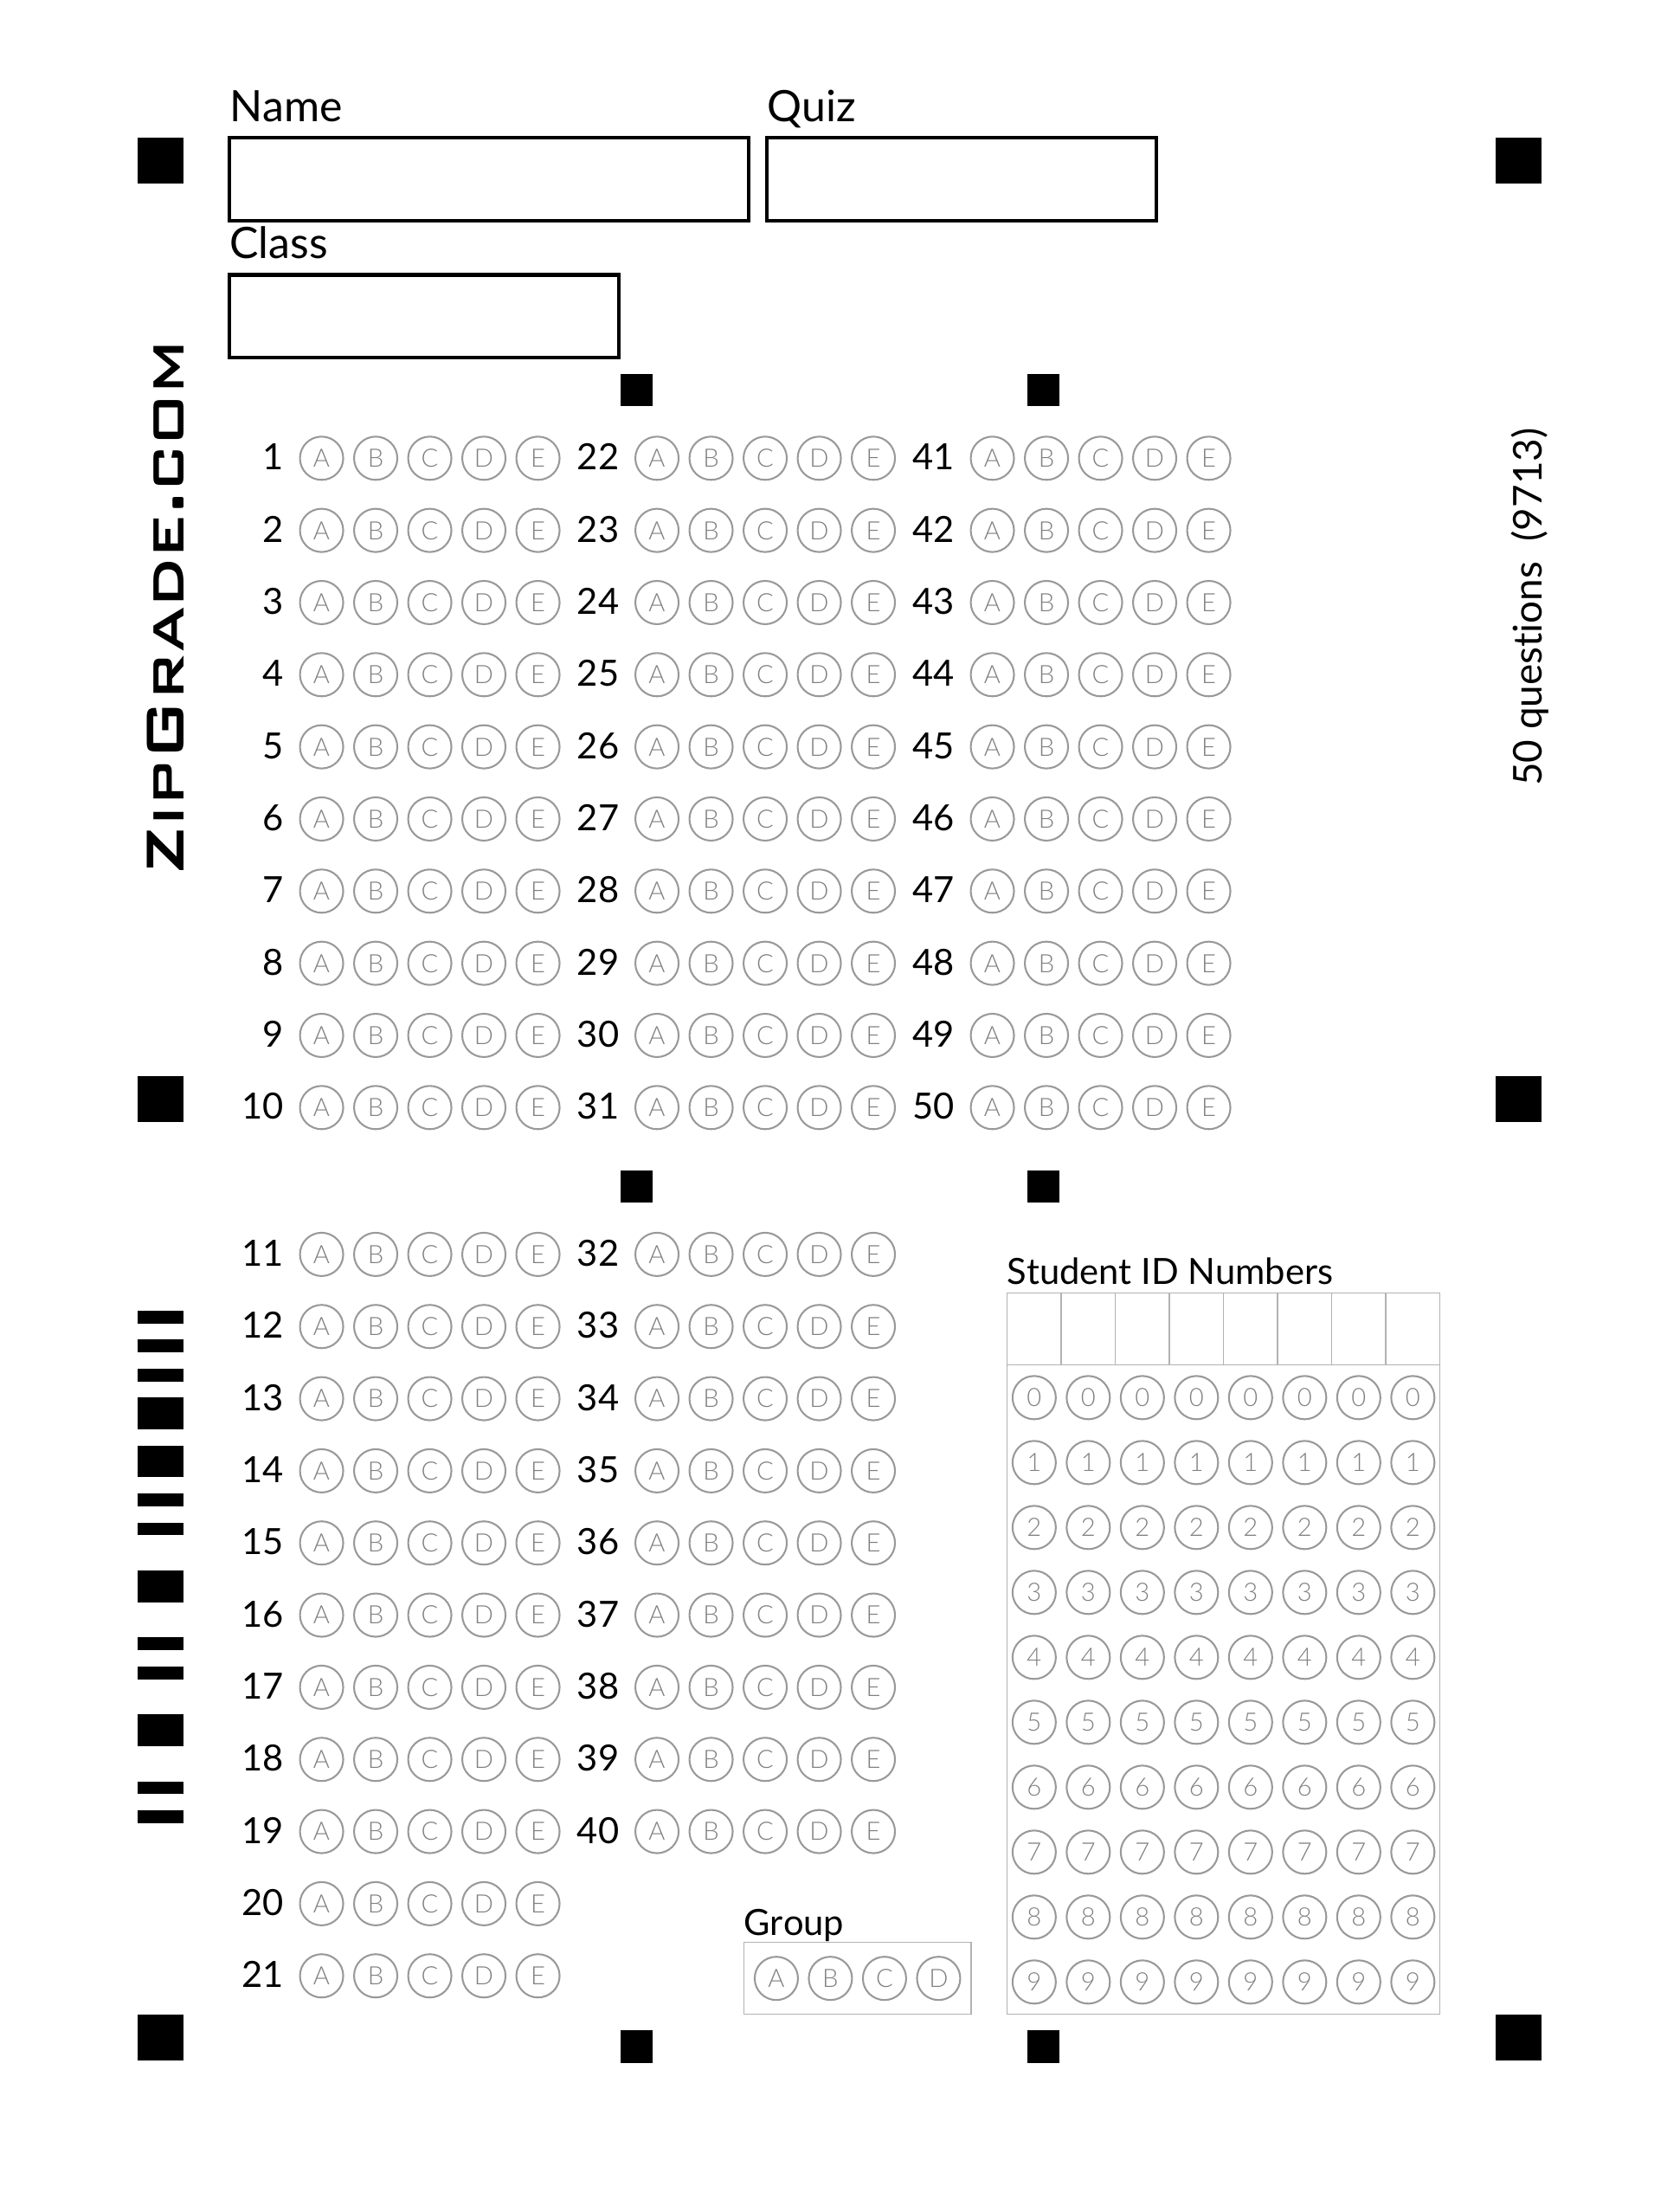 Name
Quiz
Class
ZIPGRADE.COM
50 questions (9713)
1 A B C D E 22 A B C D E 41 A B C D E
2 A B C D E 23 A B C D E 42 A B C D E
3 A B C D E 24 A B C D E 43 A B C D E
4 A B C D E 25 A B C D E 44 A B C D E
5 A B C D E 26 A B C D E 45 A B C D E
6 A B C D E 27 A B C D E 46 A B C D E
7 A B C D E 28 A B C D E 47 A B C D E
8 A B C D E 29 A B C D E 48 A B C D E
9 A B C D E 30 A B C D E 49 A B C D E
10 A B C D E 31 A B C D E 50 A B C D E
11 A B C D E 32 A B C D E
12 A B C D E 33 A B C D E
13 A B C D E 34 A B C D E
14 A B C D E 35 A B C D E
15 A B C D E 36 A B C D E
16 A B C D E 37 A B C D E
17 A B C D E 38 A B C D E
18 A B C D E 39 A B C D E
19 A B C D E 40 A B C D E
20 A B C D E
21 A B C D E
Group
A B C D
Student ID Numbers
0 0 0 0 0 0 0 0
1 1 1 1 1 1 1 1
2 2 2 2 2 2 2 2
3 3 3 3 3 3 3 3
4 4 4 4 4 4 4 4
5 5 5 5 5 5 5 5
6 6 6 6 6 6 6 6
7 7 7 7 7 7 7 7
8 8 8 8 8 8 8 8
9 9 9 9 9 9 9 9